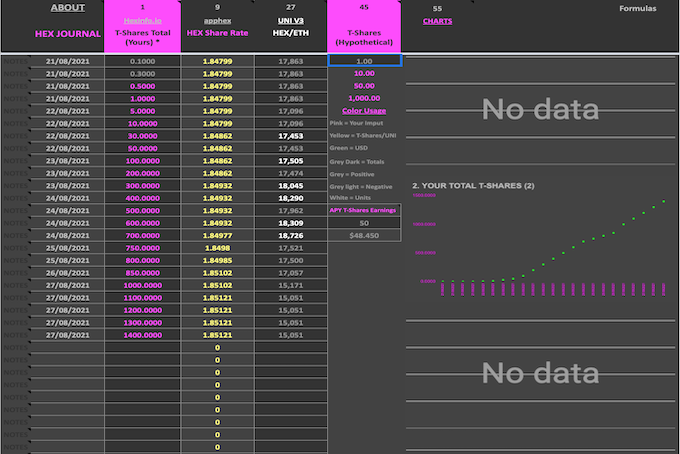 ABOUT 1 9 27 45 55 Formulas
HexInfo.io apphex UNI V3 T-Shares CHARTS
HEX JOURNAL T-Shares Total (Yours) * HEX Share Rate HEX/ETH (Hypothetical)
NOTES 21/08/2021 0.1000 1.84799 17,863 1.00
NOTES 21/08/2021 0.3000 1.84799 17,863 10.00
NOTES 21/08/2021 0.5000 1.84799 17,863 50.00
NOTES 21/08/2021 1.0000 1.84799 17,863 1,000.00
NOTES 22/08/2021 5.0000 1.84799 17,096 Color Usage
NOTES 22/08/2021 10.0000 1.84799 17,096 Pink = Your Imput
NOTES 22/08/2021 30.0000 1.84862 17,453 Yellow = T-Shares/UNI
NOTES 22/08/2021 50.0000 1.84862 17,453 Green = USD
NOTES 23/08/2021 100.0000 1.84862 17,505 Grey Dark = Totals
NOTES 23/08/2021 200.0000 1.84862 17,474 Grey = Positive
NOTES 23/08/2021 300.0000 1.84932 18,045 Grey light = Negative
NOTES 24/08/2021 400.0000 1.84932 18,290 White = Units
NOTES 24/08/2021 500.0000 1.84932 17,962 APY T-Shares Earnings
NOTES 24/08/2021 600.0000 1.84932 18,309 50
NOTES 24/08/2021 700.0000 1.84977 18,726 $48.450
NOTES 25/08/2021 750.0000 1.8498 17,521
NOTES 25/08/2021 800.0000 1.84985 17,500
NOTES 26/08/2021 850.0000 1.85102 17,057
NOTES 27/08/2021 1000.0000 1.85102 15,171
NOTES 27/08/2021 1100.0000 1.85121 15,051
NOTES 27/08/2021 1200.0000 1.85121 15,051
NOTES 27/08/2021 1300.0000 1.85121 15,051
NOTES 27/08/2021 1400.0000 1.85121 15,051
NOTES 0
NOTES 0
NOTES 0
NOTES 0
NOTES 0
NOTES 0
NOTES 0
NOTES 0
NOTES 0
No data
2. YOUR TOTAL T-SHARES (2)
No data